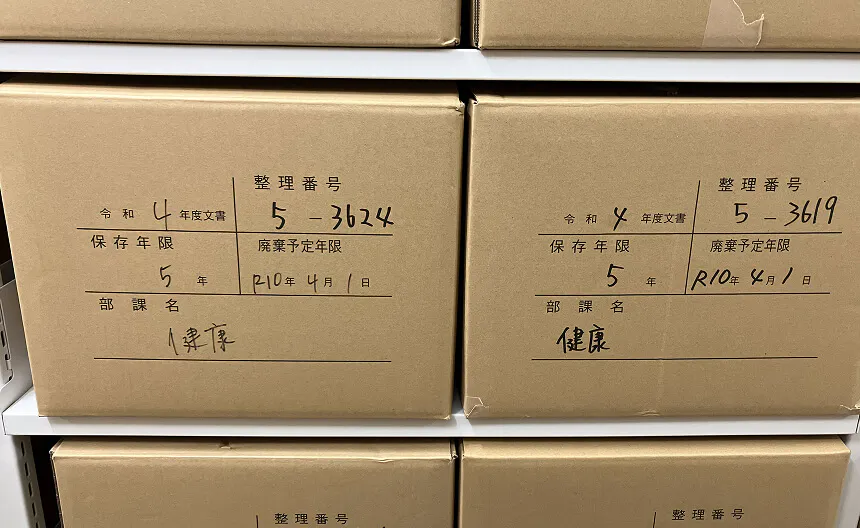 整理番号
令和 4 年度文書 5-3624
保存年限 廃棄予定年限
5 年 R10年 4月 1日
部課名
健康
整理番号
令和 4 年度文書 5-3619
保存年限 廃棄予定年限
5 年 R10年 4月 1日
部課名
健康
整理番号
整理番号